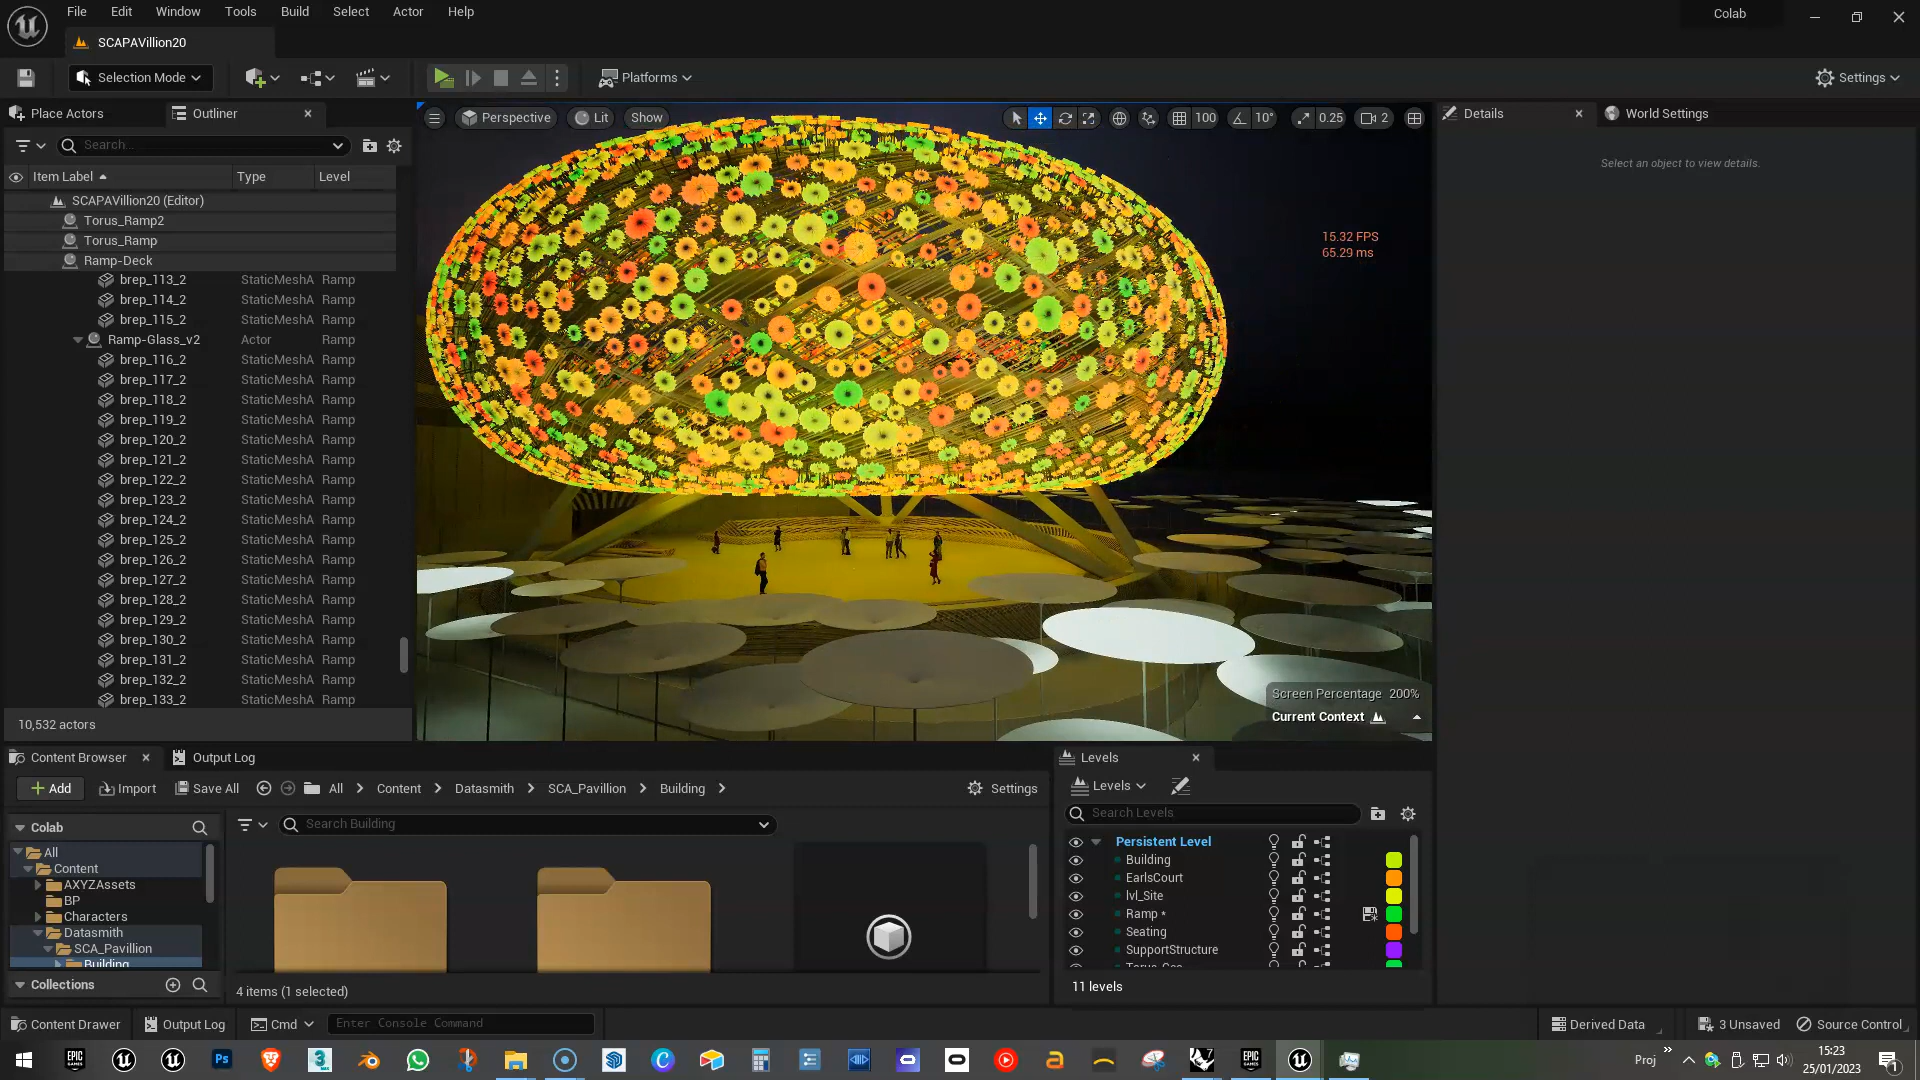 File Edit Window Tools Build Select Actor Help
Colab
SCAPAVillion20
Selection Mode
Platforms
Settings
Place Actors
Outliner
Search...
Item Label Type Level
SCAPAVillion20 (Editor)
Torus_Ramp2
Torus_Ramp
Ramp-Deck
brep_113_2 StaticMeshA Ramp
brep_114_2 StaticMeshA Ramp
brep_115_2 StaticMeshA Ramp
Ramp-Glass_v2 Actor Ramp
brep_116_2 StaticMeshA Ramp
brep_117_2 StaticMeshA Ramp
brep_118_2 StaticMeshA Ramp
brep_119_2 StaticMeshA Ramp
brep_120_2 StaticMeshA Ramp
brep_121_2 StaticMeshA Ramp
brep_122_2 StaticMeshA Ramp
brep_123_2 StaticMeshA Ramp
brep_124_2 StaticMeshA Ramp
brep_125_2 StaticMeshA Ramp
brep_126_2 StaticMeshA Ramp
brep_127_2 StaticMeshA Ramp
brep_128_2 StaticMeshA Ramp
brep_129_2 StaticMeshA Ramp
brep_130_2 StaticMeshA Ramp
brep_131_2 StaticMeshA Ramp
brep_132_2 StaticMeshA Ramp
brep_133_2 StaticMeshA Ramp
10,532 actors
Perspective Lit Show
100 10° 0.25 2
15.32 FPS
65.29 ms
Screen Percentage 200%
Current Context
Details
World Settings
Select an object to view details.
Content Browser
Output Log
Add Import Save All All Content Datasmith SCA_Pavillion Building
Settings
Colab
All
Content
AXYZAssets
BP
Characters
Datasmith
SCA_Pavillion
Building
Collections
Search Building
4 items (1 selected)
Levels
Levels
Search Levels
Persistent Level
Building
EarlsCourt
lvl_Site
Ramp *
Seating
SupportStructure
11 levels
Content Drawer Output Log Cmd Enter Console Command
Derived Data 3 Unsaved Source Control
EPIC GAMES
Ps
3 MAX
EPIC GAMES
Proj »
15:23
25/01/2023
1